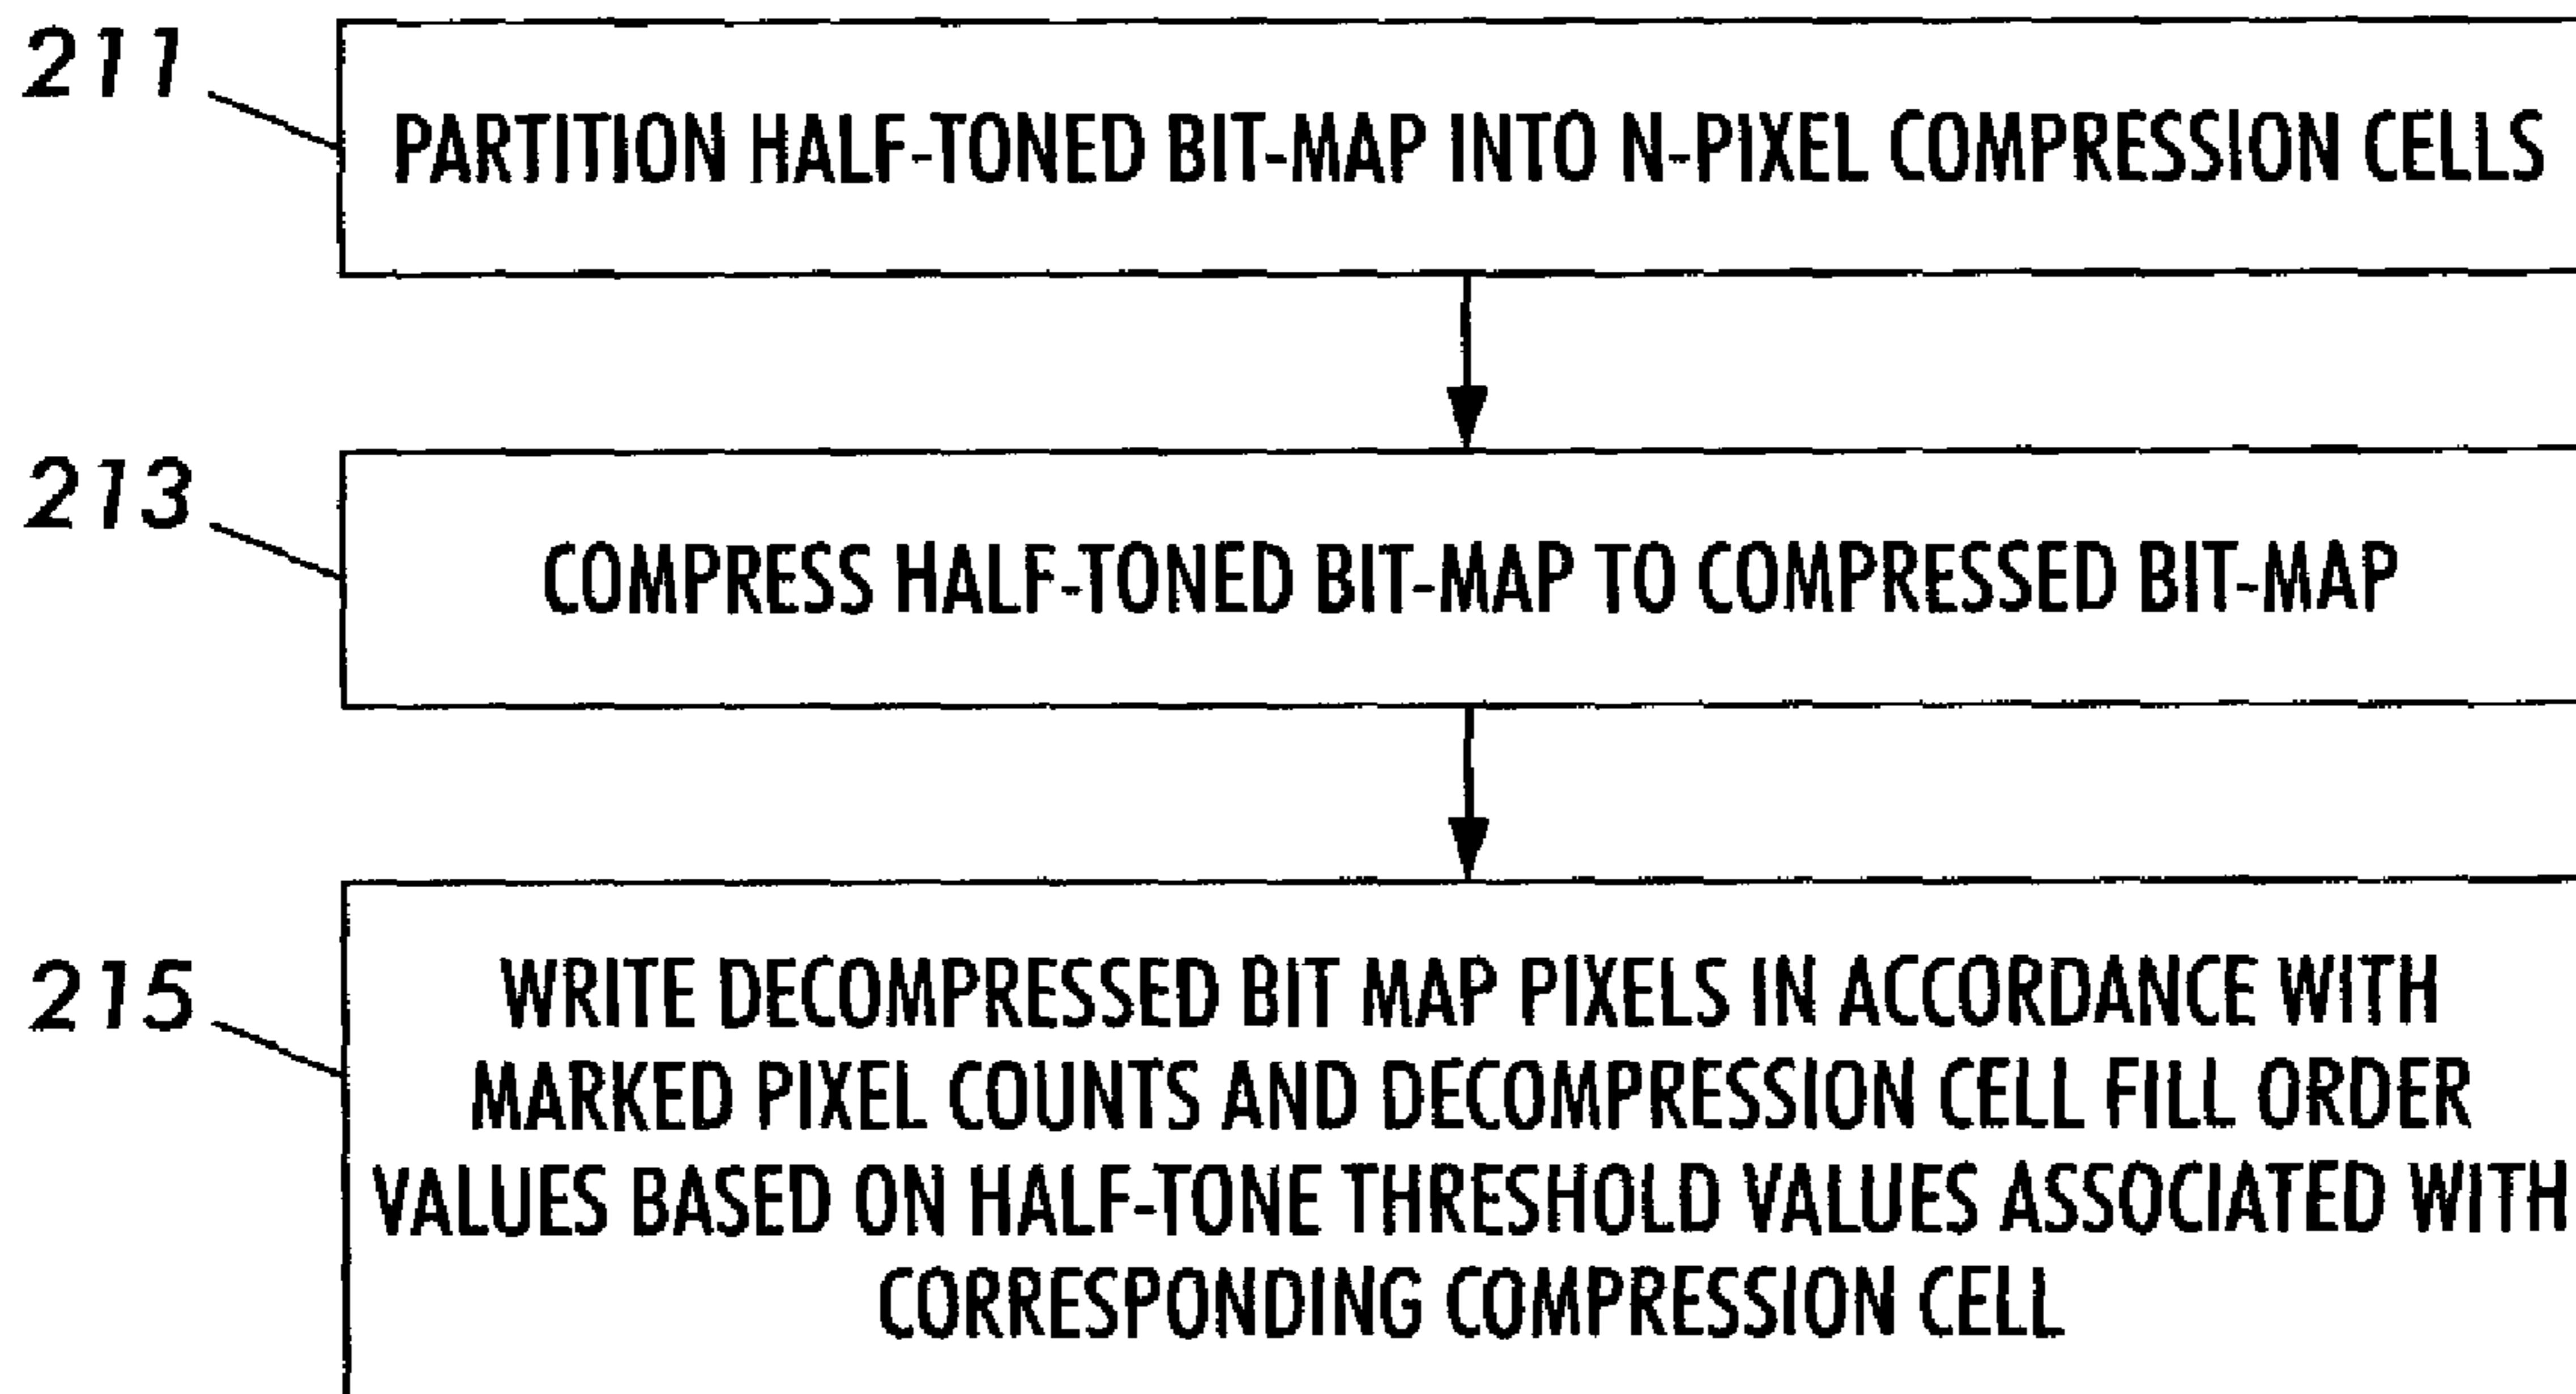 211
PARTITION HALF-TONED BIT-MAP INTO N-PIXEL COMPRESSION CELLS
213
COMPRESS HALF-TONED BIT-MAP TO COMPRESSED BIT-MAP
215
WRITE DECOMPRESSED BIT MAP PIXELS IN ACCORDANCE WITH
MARKED PIXEL COUNTS AND DECOMPRESSION CELL FILL ORDER
VALUES BASED ON HALF-TONE THRESHOLD VALUES ASSOCIATED WITH
CORRESPONDING COMPRESSION CELL